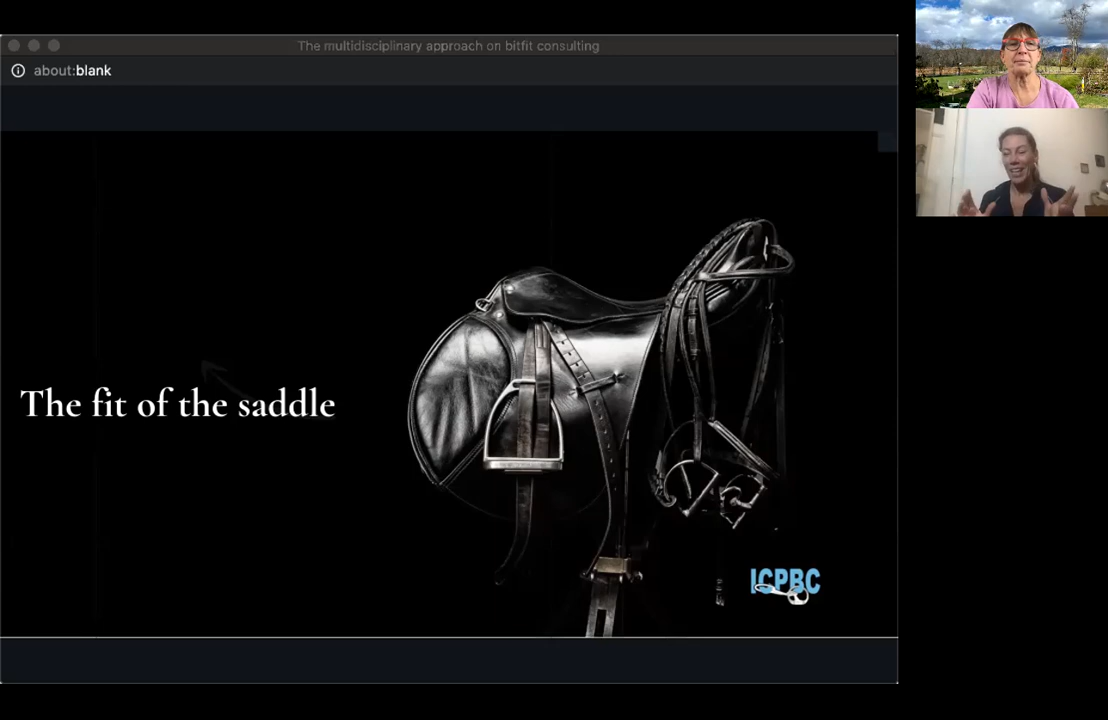 The multidisciplinary approach on bitfit consulting
about:blank
The fit of the saddle
ICPBC